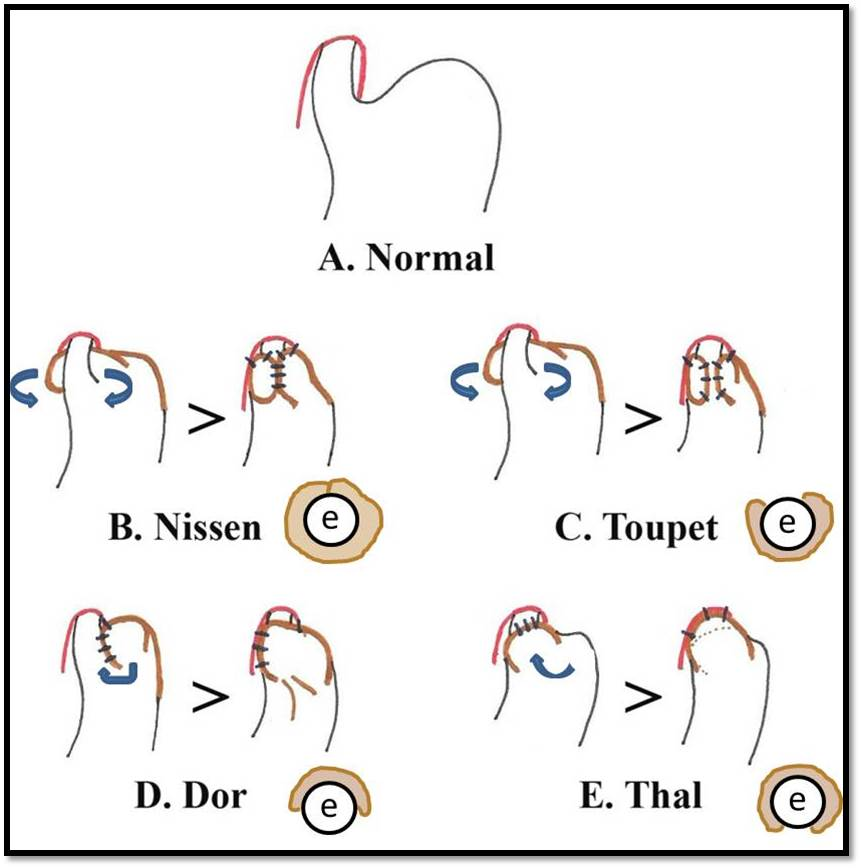 A. Normal
>
>
B. Nissen
e
C. Toupet
e
>
>
D. Dor
e
E. Thal
e